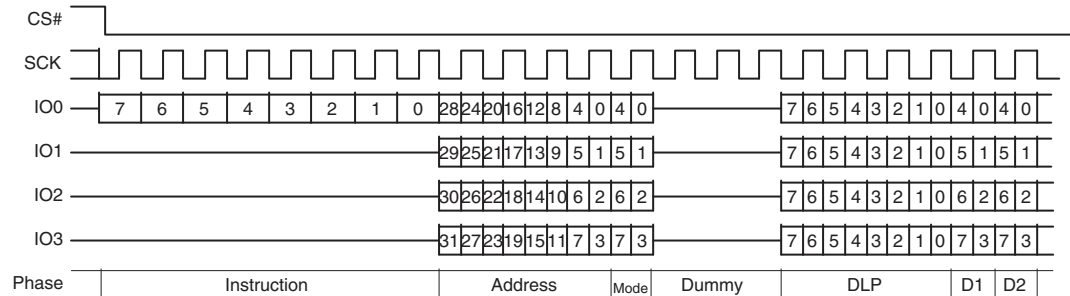 CS#
SCK
IO0 7 6 5 4 3 2 1 0 28 24 20 16 12 8 4 0 4 0 7 6 5 4 3 2 1 0 4 0 4 0
IO1 29 25 21 17 13 9 5 1 5 1 7 6 5 4 3 2 1 0 5 1 5 1
IO2 30 26 22 18 14 10 6 2 6 2 7 6 5 4 3 2 1 0 6 2 6 2
IO3 31 27 23 19 15 11 7 3 7 3 7 6 5 4 3 2 1 0 7 3 7 3
Phase Instruction Address Mode Dummy DLP D1 D2